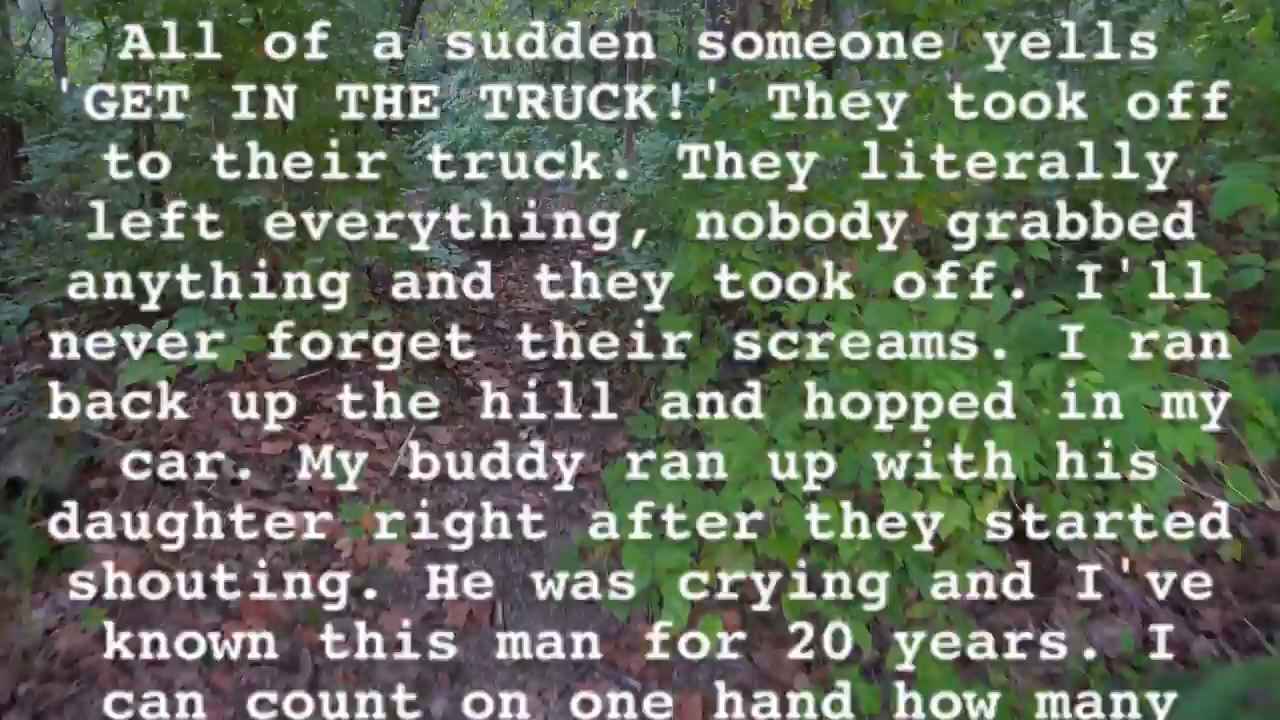 All of a sudden someone yells
'GET IN THE TRUCK!' They took off
to their truck. They literally
left everything, nobody grabbed
anything and they took off. I'll
never forget their screams. I ran
back up the hill and hopped in my
car. My buddy ran up with his
daughter right after they started
shouting. He was crying and I've
known this man for 20 years. I
can count on one hand how many